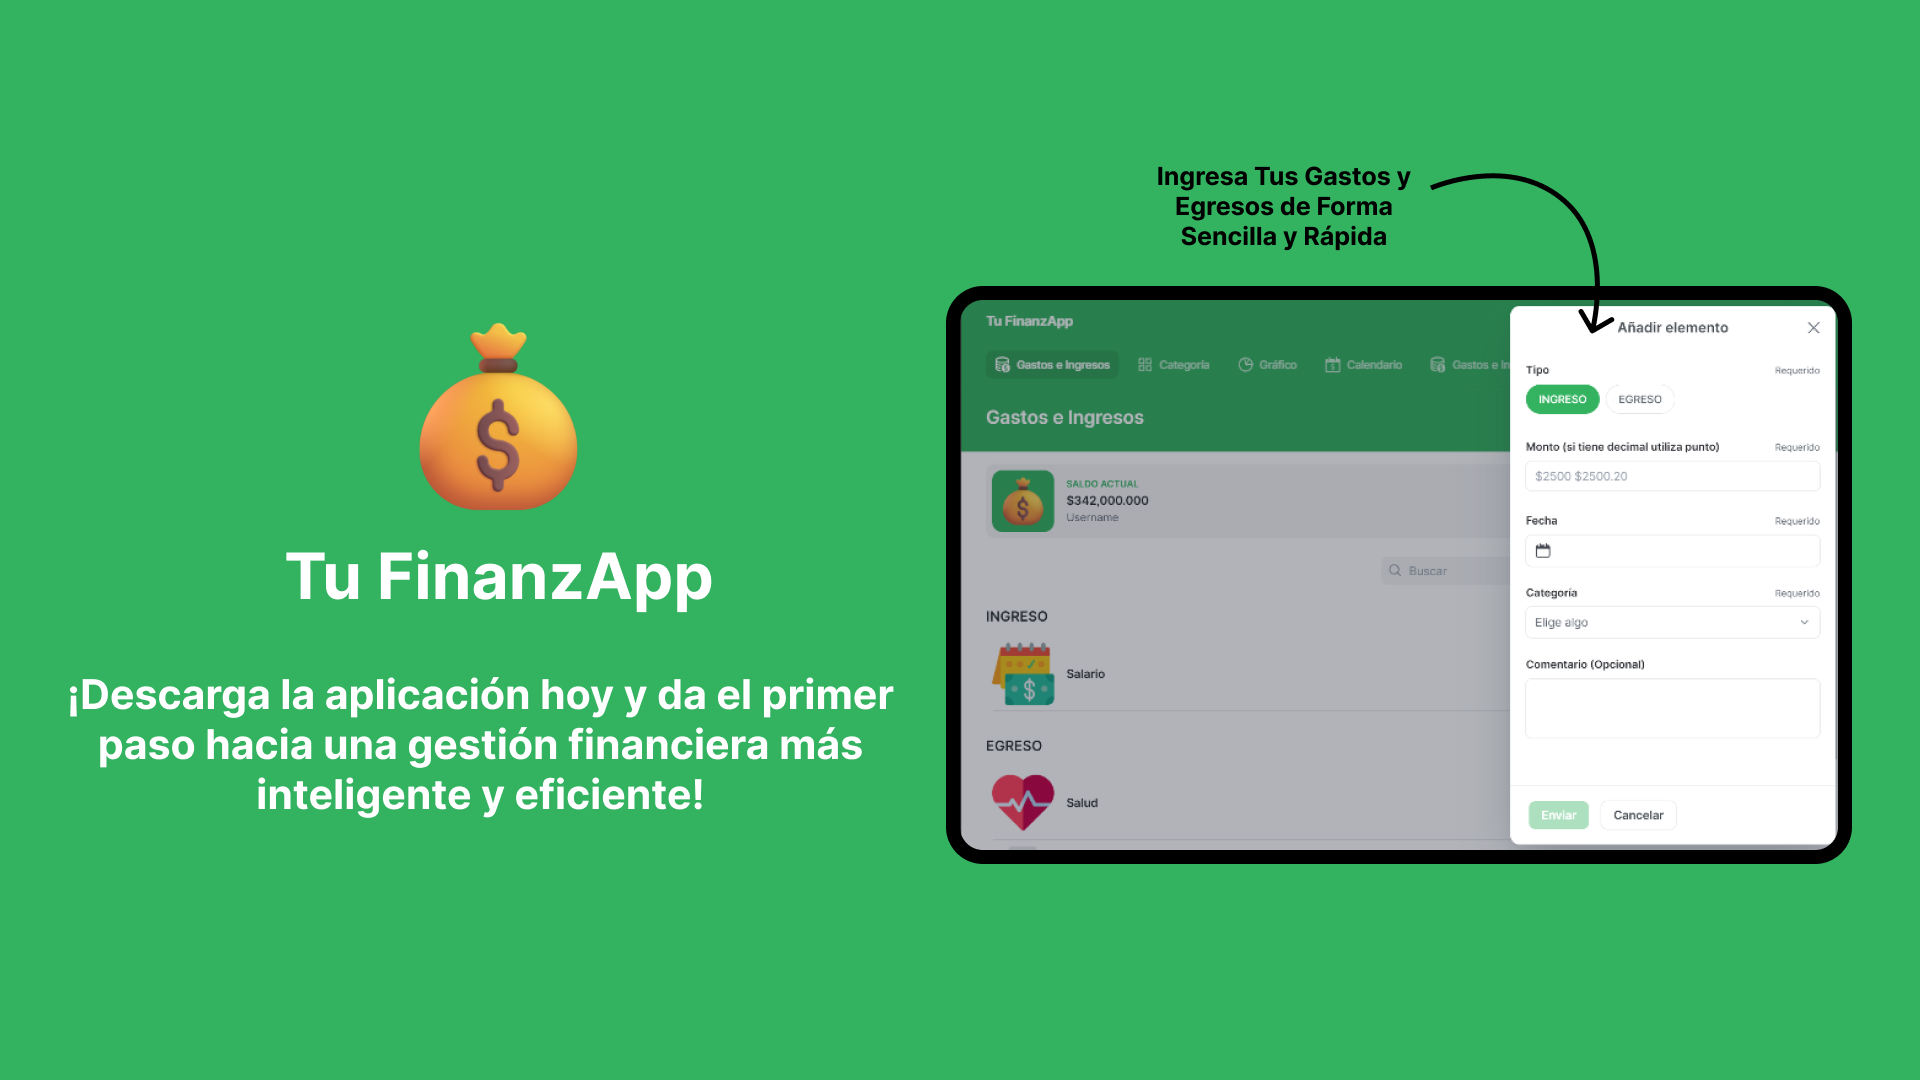 Ingresa Tus Gastos y
Egresos de Forma
Sencilla y Rápida
Tu FinanzApp
¡Descarga la aplicación hoy y da el primer
paso hacia una gestión financiera más
inteligente y eficiente!
Tu FinanzApp
Gastos e Ingresos
Categoría
Gráfico
Calendario
Gastos e In
Gastos e Ingresos
SALDO ACTUAL
$342,000.000
Username
Buscar
INGRESO
Salario
EGRESO
Salud
Añadir elemento
Tipo
Requerido
INGRESO
EGRESO
Monto (si tiene decimal utiliza punto)
Requerido
$2500 $2500.20
Fecha
Requerido
Categoría
Requerido
Elige algo
Comentario (Opcional)
Enviar
Cancelar